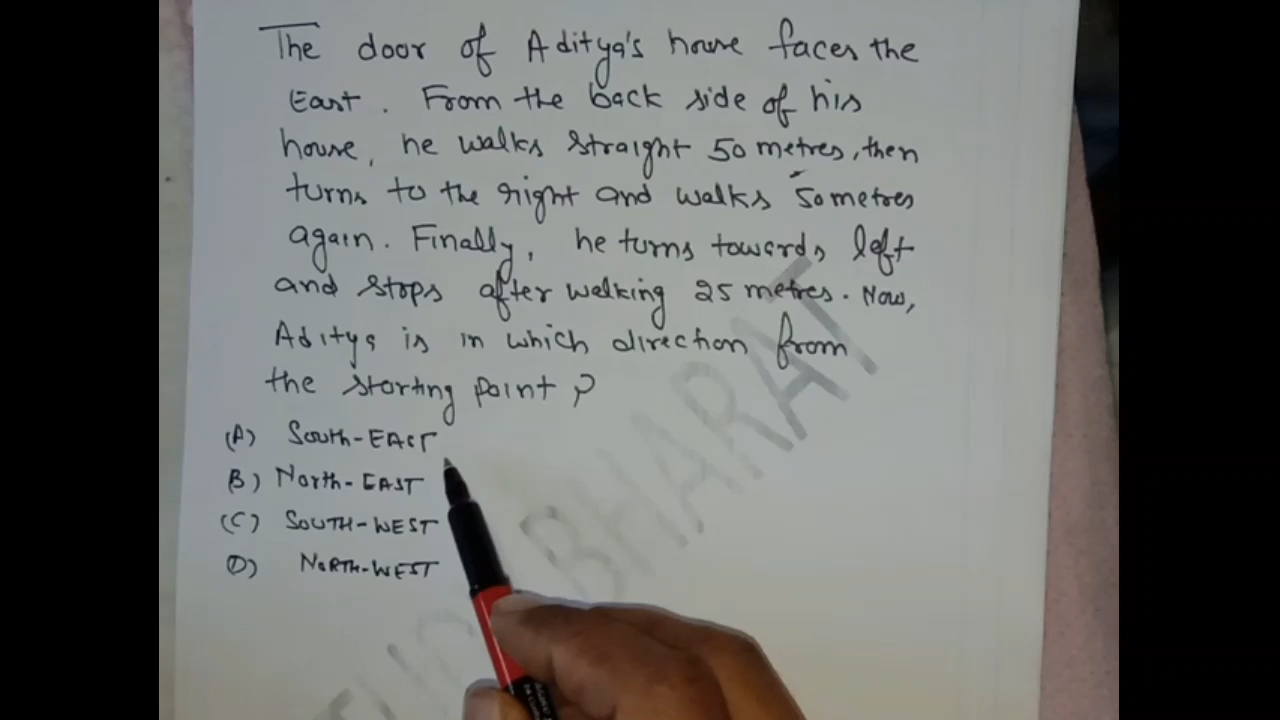 The door of Aditya's house faces the
East. From the back side of his
house, he walks straight 50 metres, then
turns to the right and walks 50 metres
again. Finally, he turns towards left
and stops after walking 25 metres. Now,
Aditya is in which direction from
the starting point?
(A) South-EAST
B) North-EAST
(C) SOUTH-WEST
D) NORTH-WEST
BHARAT